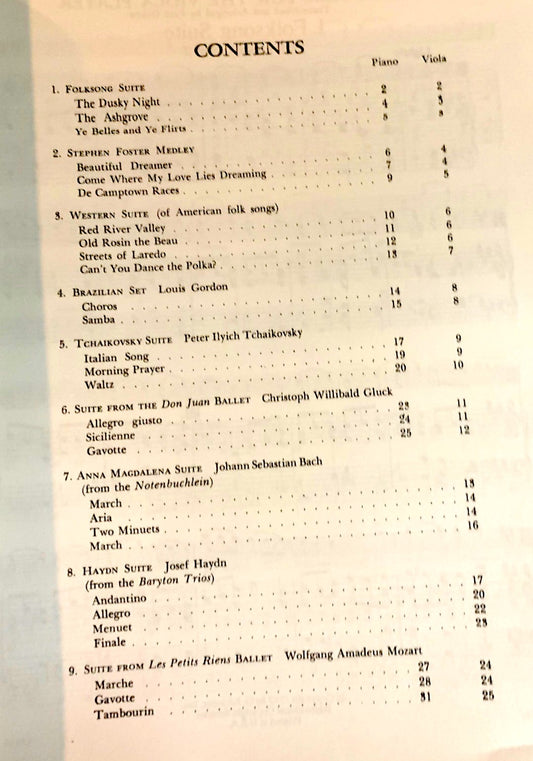 CONTENTS
Piano Viola
1. FOLKSONG SUITE
The Dusky Night . . . . . . . . . . . . . . . . 2 2
The Ashgrove . . . . . . . . . . . . . . . . 4 3
Ye Belles and Ye Flirts . . . . . . . . . . . . . . . . 5 3
2. STEPHEN FOSTER MEDLEY
Beautiful Dreamer . . . . . . . . . . . . . . . . 6 4
Come Where My Love Lies Dreaming . . . . . . . . . . 7 4
De Camptown Races . . . . . . . . . . . . . . . . 9 5
3. WESTERN SUITE (of American folk songs)
Red River Valley . . . . . . . . . . . . . . . . 10 6
Old Rosin the Beau . . . . . . . . . . . . . . . . 11 6
Streets of Laredo . . . . . . . . . . . . . . . . 12 6
Can't You Dance the Polka? . . . . . . . . . . . . . . 13 7
4. BRAZILIAN SET Louis Gordon
Choros . . . . . . . . . . . . . . . . 14 8
Samba . . . . . . . . . . . . . . . . 15 8
5. TCHAIKOVSKY SUITE Peter Ilyich Tchaikovsky
Italian Song . . . . . . . . . . . . . . . . 17 9
Morning Prayer . . . . . . . . . . . . . . . . 19 9
Waltz . . . . . . . . . . . . . . . . 20 10
6. SUITE FROM THE Don Juan BALLET Christoph Willibald Gluck
Allegro giusto . . . . . . . . . . . . . . . . 23 11
Sicilienne . . . . . . . . . . . . . . . . 24 11
Gavotte . . . . . . . . . . . . . . . . 25 12
7. ANNA MAGDALENA SUITE Johann Sebastian Bach
(from the Notenbuchlein)
March . . . . . . . . . . . . . . . . 13
Aria . . . . . . . . . . . . . . . . 14
Two Minuets . . . . . . . . . . . . . . . . 14
March . . . . . . . . . . . . . . . . 16
8. HAYDN SUITE Josef Haydn
(from the Baryton Trios)
Andantino . . . . . . . . . . . . . . . . 17
Allegro . . . . . . . . . . . . . . . . 20
Menuet . . . . . . . . . . . . . . . . 22
Finale . . . . . . . . . . . . . . . . 23
9. SUITE FROM Les Petits Riens BALLET Wolfgang Amadeus Mozart
Marche . . . . . . . . . . . . . . . . 27 24
Gavotte . . . . . . . . . . . . . . . . 28 24
Tambourin . . . . . . . . . . . . . . . . 31 25